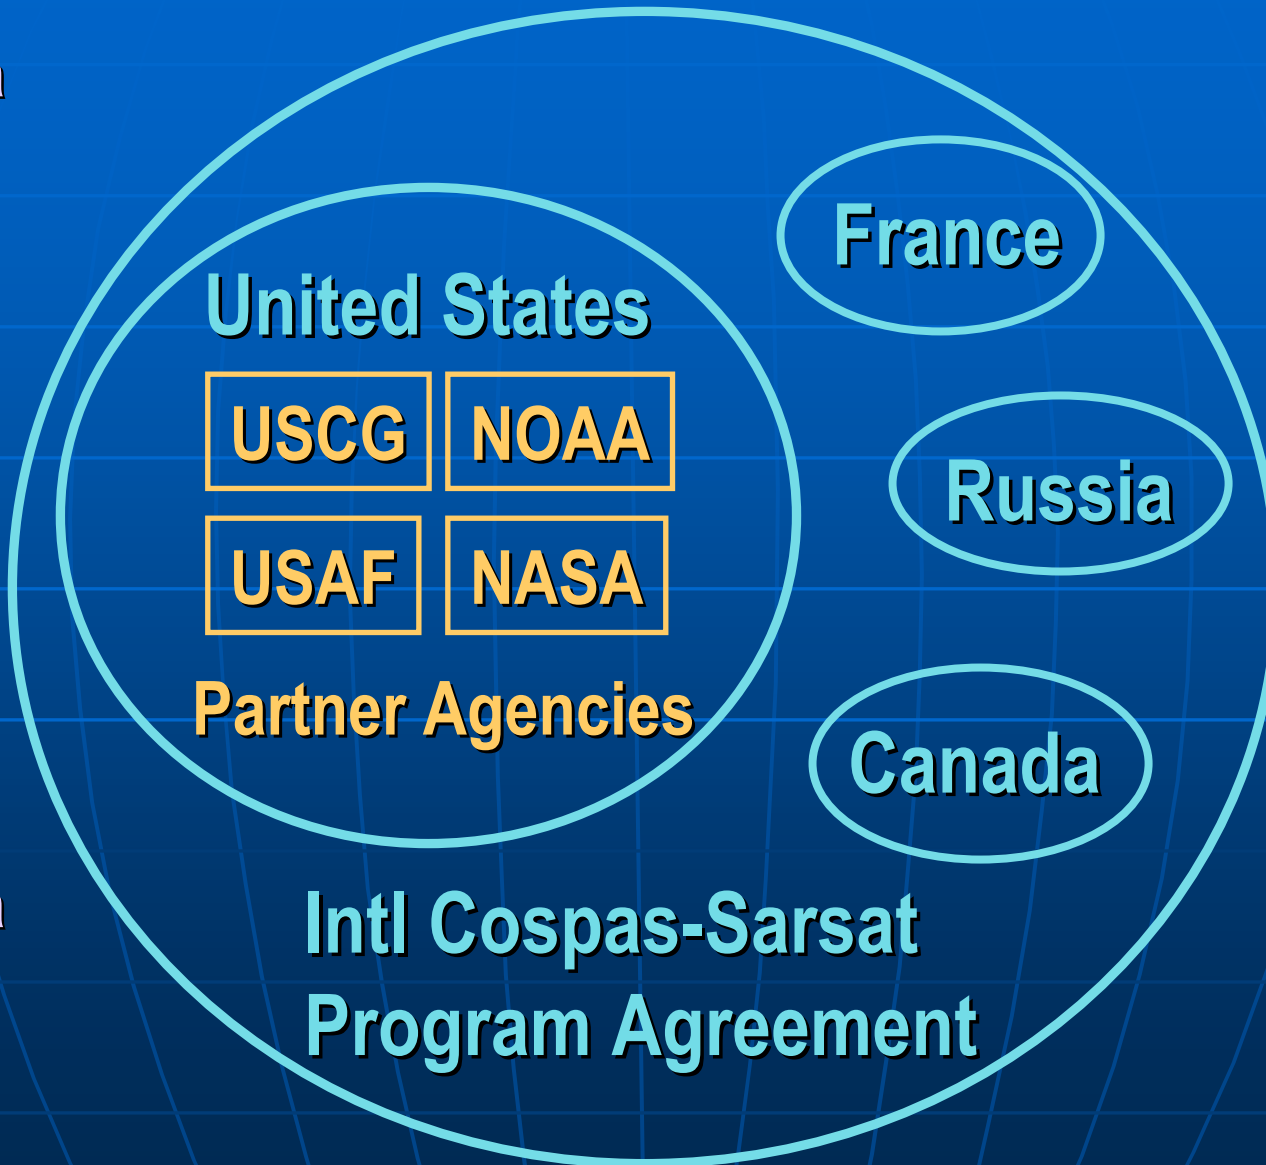 France
United States
USCG NOAA
Russia
USAF NASA
Partner Agencies
Canada
Intl Cospas-Sarsat
Program Agreement